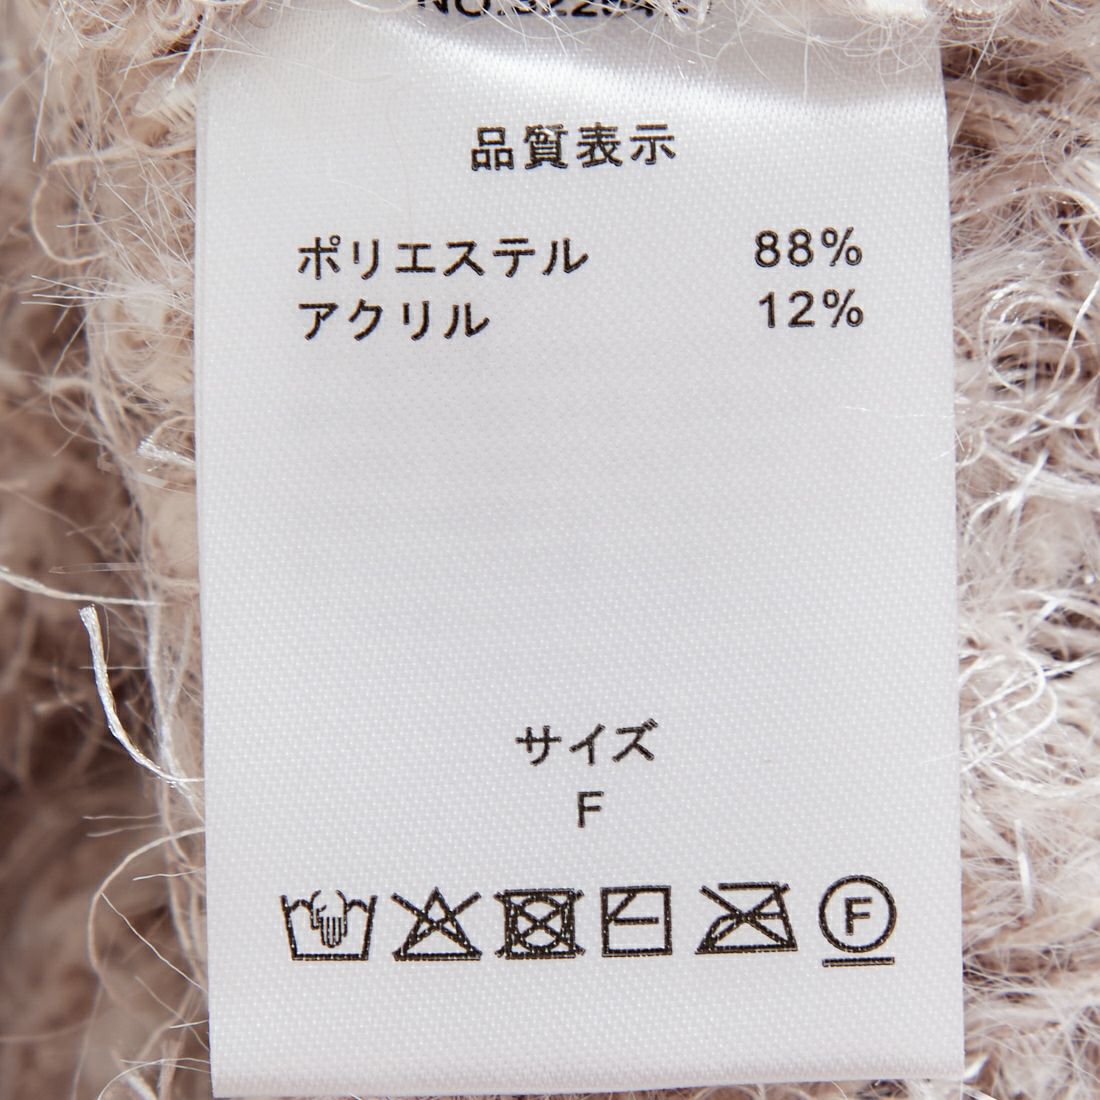 品質表示
ポリエステル 88%
アクリル 12%
サイズ
F
F